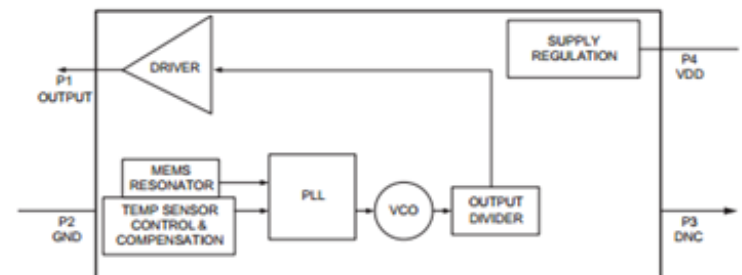 DRIVER
SUPPLY
REGULATION
P1
OUTPUT
P4
VDD
MEMS
RESONATOR
TEMP SENSOR
CONTROL &
COMPENSATION
PLL
VCO
OUTPUT
DIVIDER
P2
GND
P3
DNC